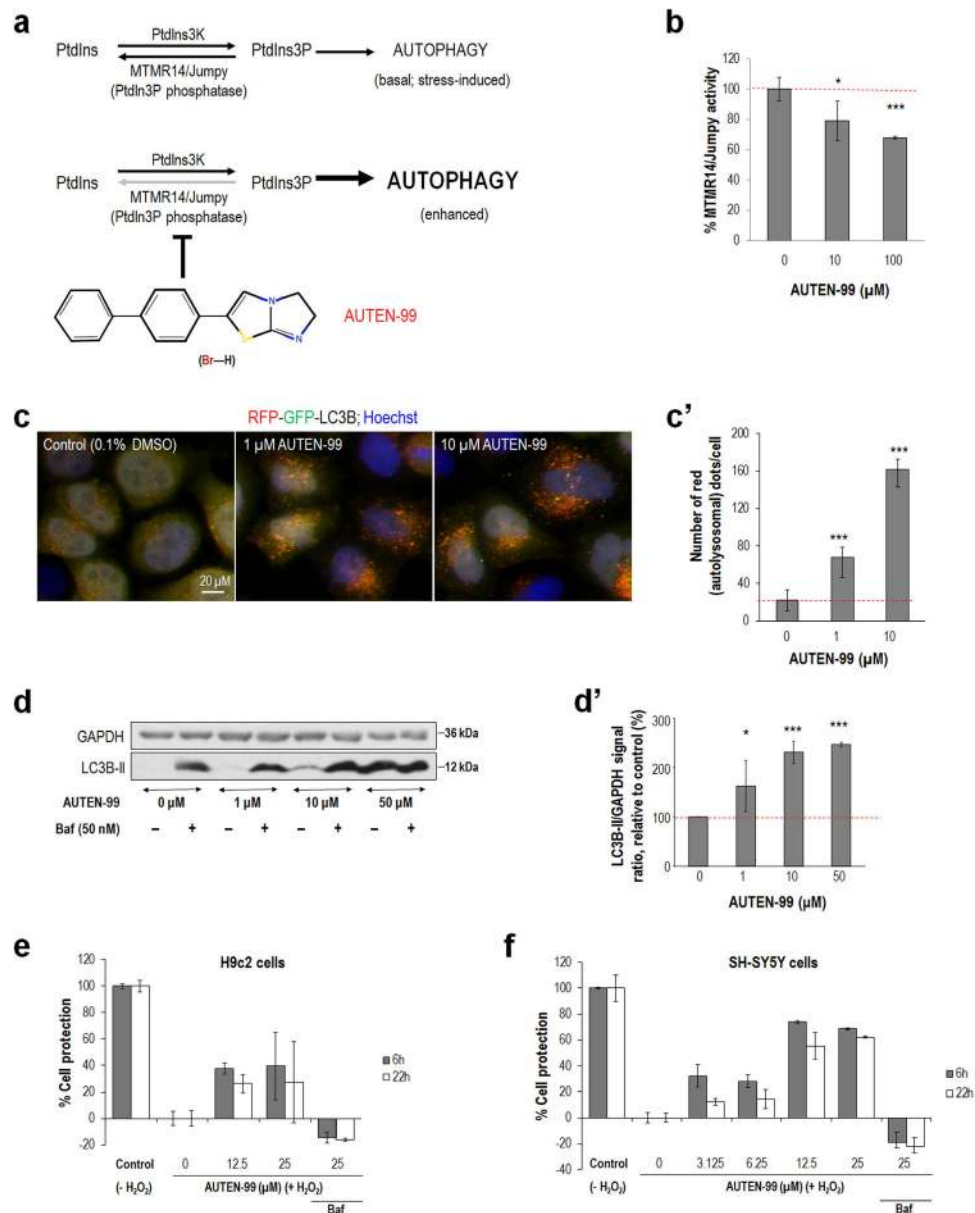 a
PtdIns PtdIns3K PtdIns3P AUTOPHAGY
MTMR14/Jumpy
(PtdIn3P phosphatase)
(basal; stress-induced)
PtdIns PtdIns3K PtdIns3P AUTOPHAGY
MTMR14/Jumpy
(PtdIn3P phosphatase)
(enhanced)
N
S
N
AUTEN-99
(Br—H)
b
% MTMR14/Jumpy activity
120
100
80
60
40
20
0
*
***
0 10 100
AUTEN-99 (µM)
c
RFP-GFP-LC3B; Hoechst
Control (0.1% DMSO)
1 µM AUTEN-99
10 µM AUTEN-99
20 µM
c'
Number of red
(autolysosomal) dots/cell
200
160
120
80
40
0
***
***
0 1 10
AUTEN-99 (µM)
d
GAPDH
–36 kDa
LC3B-II
–12 kDa
AUTEN-99 0 µM 1 µM 10 µM 50 µM
Baf (50 nM) – + – + – + – +
d'
LC3B-II/GAPDH signal
ratio, relative to control (%)
300
200
100
0
*
***
***
0 1 10 50
AUTEN-99 (µM)
e
H9c2 cells
% Cell protection
120
100
80
60
40
20
0
-20
6h
22h
Control 0 12.5 25 25
(- H₂O₂) AUTEN-99 (µM) (+ H₂O₂)
Baf
f
SH-SY5Y cells
% Cell protection
120
100
80
60
40
20
0
-20
-40
6h
22h
Control 0 3.125 6.25 12.5 25 25
(- H₂O₂) AUTEN-99 (µM) (+ H₂O₂)
Baf